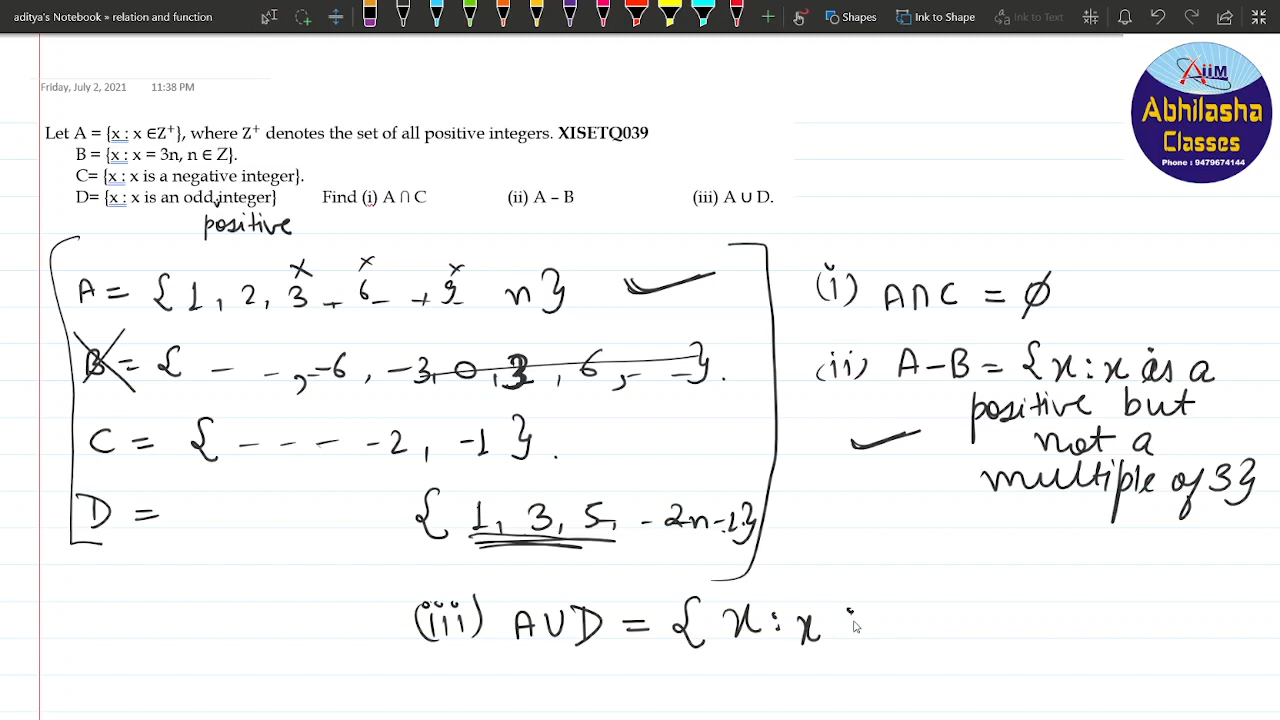 aditya's Notebook » relation and function
Shapes
Ink to Shape
Ink to Text
Friday, July 2, 2021 11:38 PM
AiiM
Abhilasha
Classes
Phone : 9479674144
Let A = {x : x ∈Z⁺}, where Z⁺ denotes the set of all positive integers. XISETQ039
B = {x : x = 3n, n ∈ Z}.
C= {x : x is a negative integer}.
D= {x : x is an odd integer} Find (i) A ∩ C (ii) A – B (iii) A ∪ D.
positive
A = {1, 2, 3 - 6 - , 9 n}
B = { - - , -6, -3, 0, 3, 6, - - }.
C = { - - - -2, -1}.
D = {1, 3, 5, - 2n-1}
(i) A∩C = ϕ
(ii) A-B = {x : x is a
positive but
not a
multiple of 3}
(iii) A∪D = { x : x